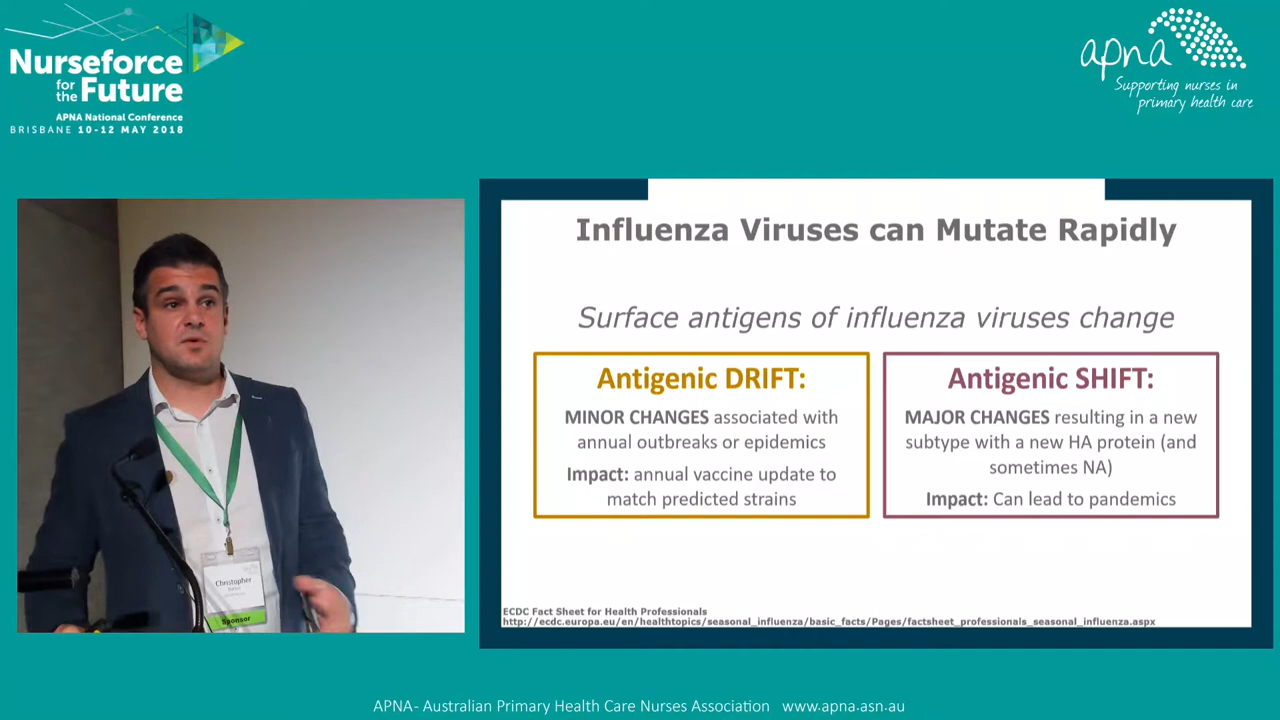 Nurseforce
for the Future
APNA National Conference
BRISBANE 10-12 MAY 2018
apna
Supporting nurses in
primary health care
Influenza Viruses can Mutate Rapidly
Surface antigens of influenza viruses change
Antigenic DRIFT:
MINOR CHANGES associated with
annual outbreaks or epidemics
Impact: annual vaccine update to
match predicted strains
Antigenic SHIFT:
MAJOR CHANGES resulting in a new
subtype with a new HA protein (and
sometimes NA)
Impact: Can lead to pandemics
ECDC Fact Sheet for Health Professionals
http://ecdc.europa.eu/en/healthtopics/seasonal_influenza/basic_facts/Pages/factsheet_professionals_seasonal_influenza.aspx
Christopher
Sponsor
APNA- Australian Primary Health Care Nurses Association www.apna.asn.au